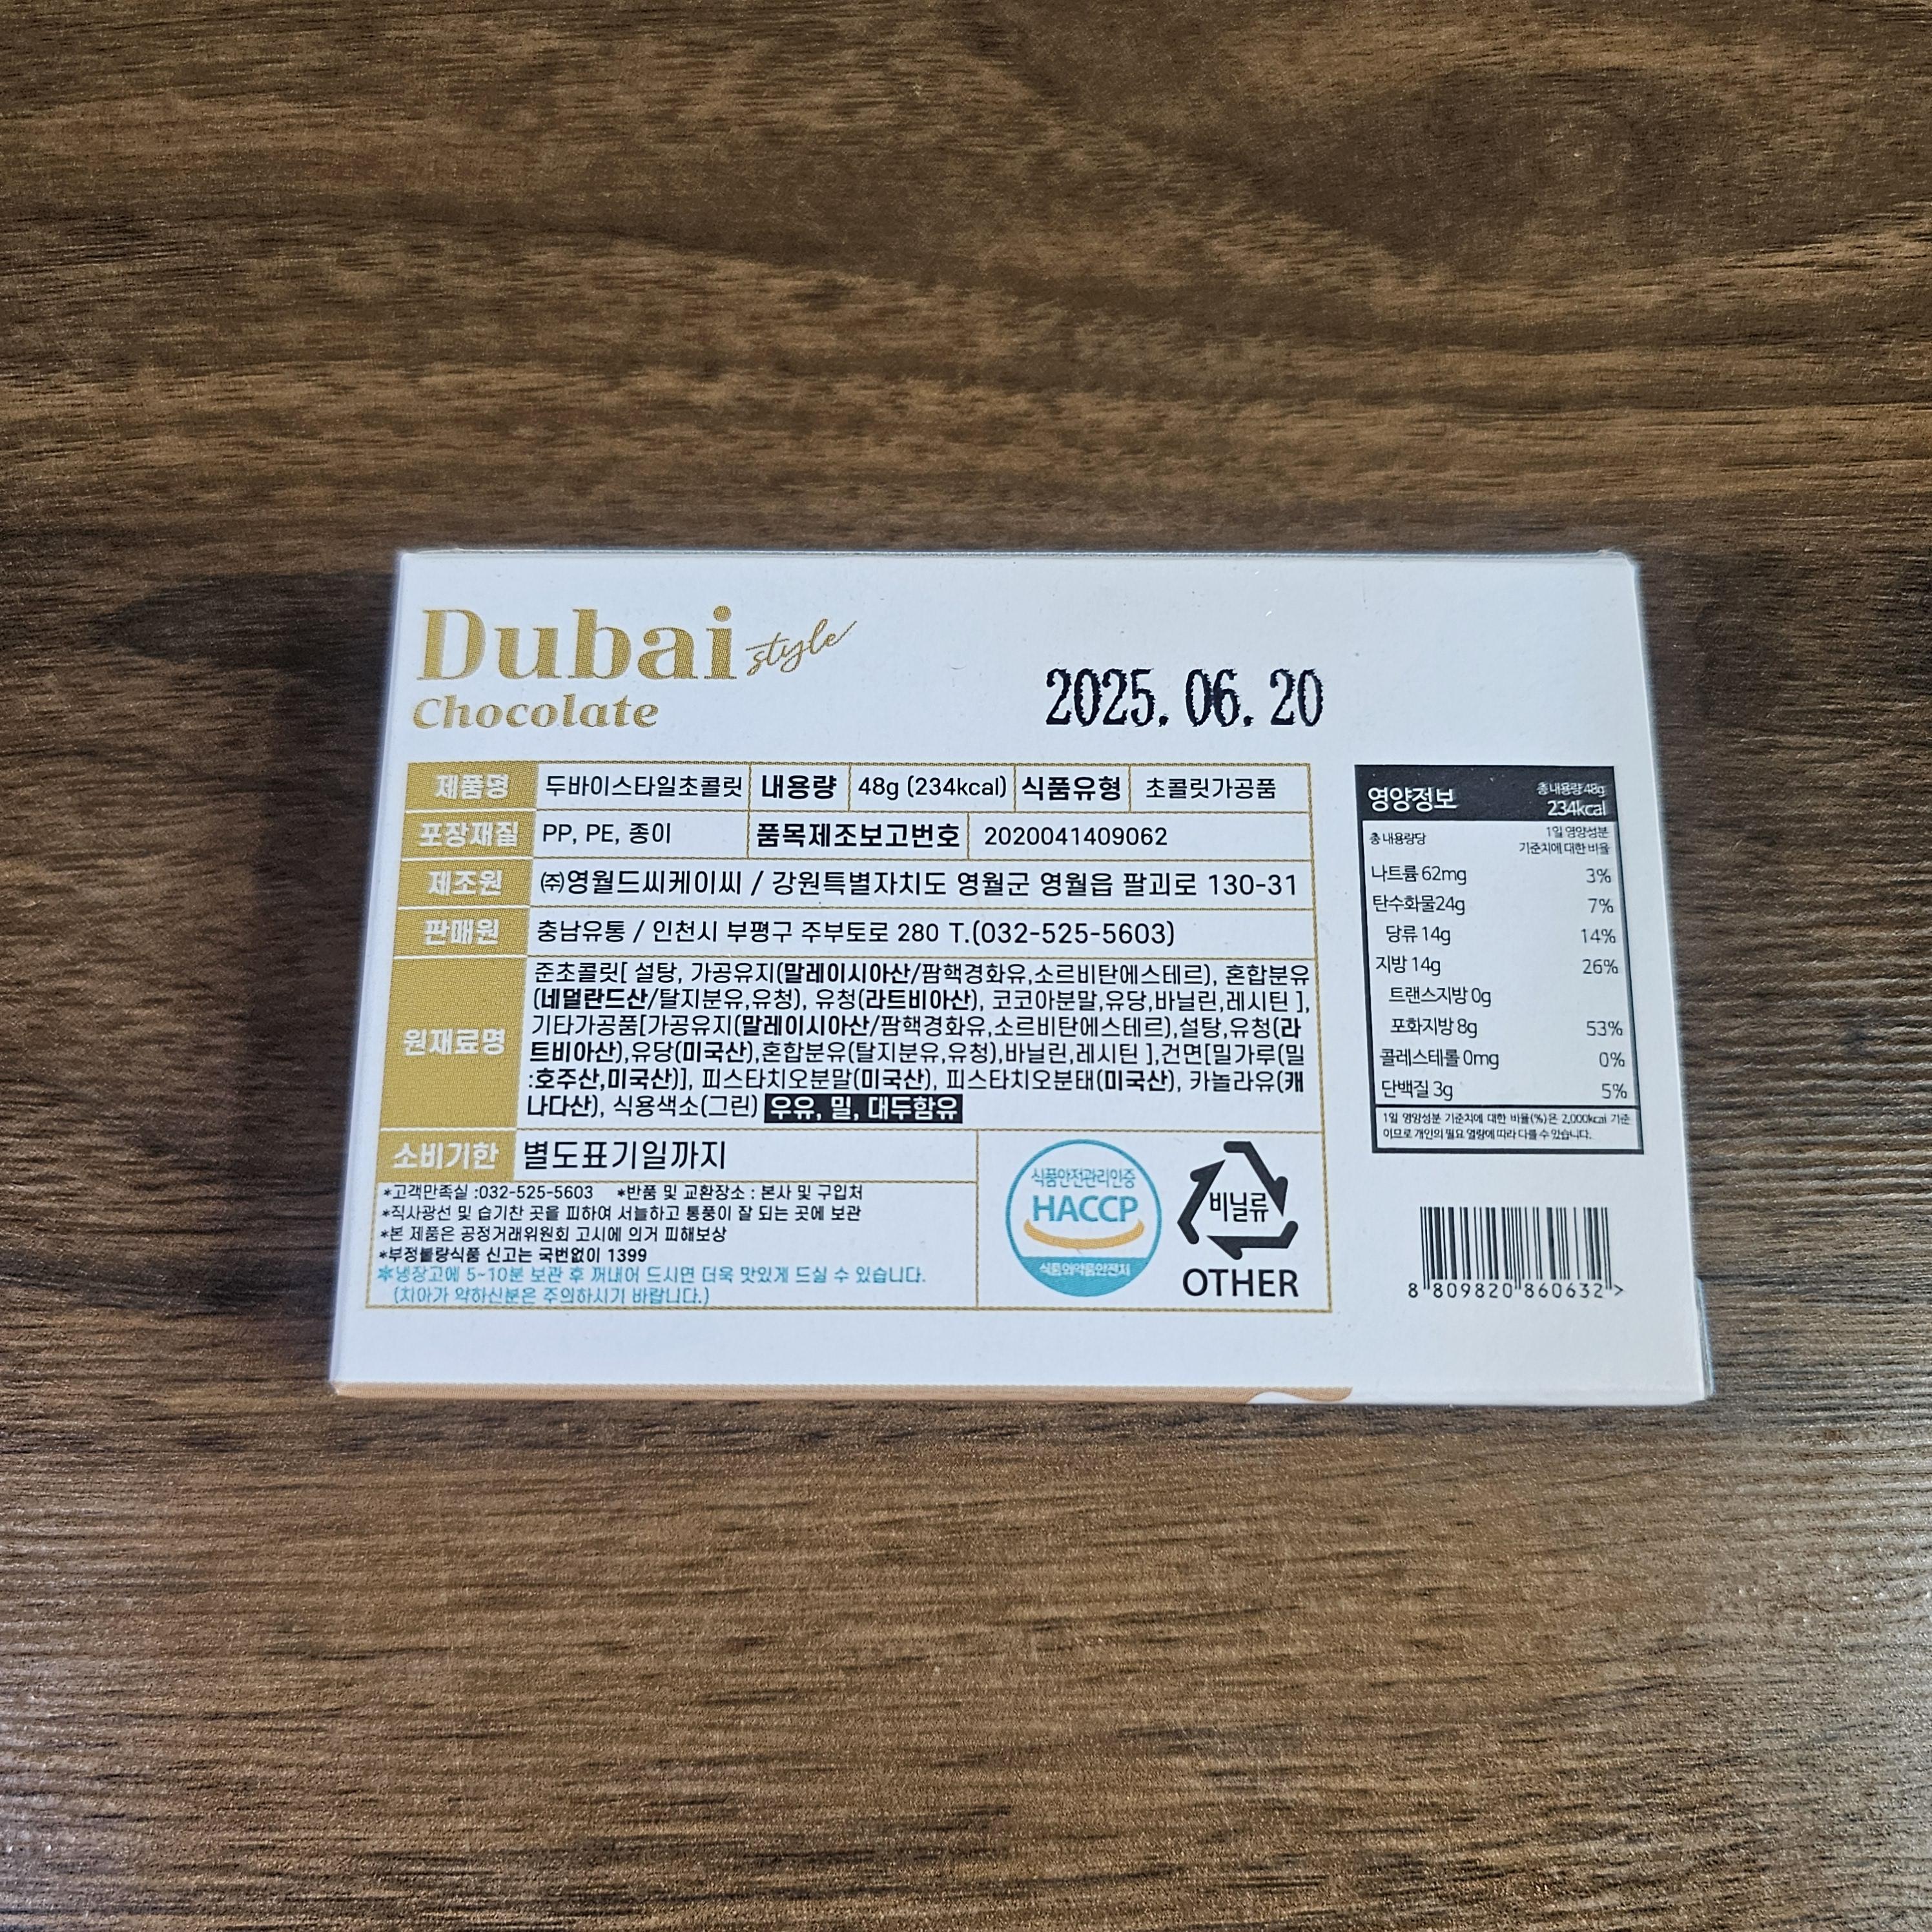 Dubai style
Chocolate
2025. 06. 20
제품명 두바이스타일초콜릿 내용량 48g (234kcal) 식품유형 초콜릿가공품
포장재질 PP, PE, 종이 품목제조보고번호 2020041409062
제조원 ㈜영월드씨케이씨 / 강원특별자치도 영월군 영월읍 팔괴로 130-31
판매원 충남유통 / 인천시 부평구 주부토로 280 T.(032-525-5603)
원재료명
준초콜릿[ 설탕, 가공유지(말레이시아산/팜핵경화유,소르비탄에스테르), 혼합분유
(네덜란드산/탈지분유,유청), 유청(라트비아산), 코코아분말,유당,바닐린,레시틴 ],
기타가공품[가공유지(말레이시아산/팜핵경화유,소르비탄에스테르),설탕,유청(라
트비아산),유당(미국산),혼합분유(탈지분유,유청),바닐린,레시틴 ],건면[밀가루(밀
:호주산,미국산)], 피스타치오분말(미국산), 피스타치오분태(미국산), 카놀라유(캐
나다산), 식용색소(그린) 우유, 밀, 대두함유
소비기한 별도표기일까지
*고객만족실 :032-525-5603 *반품 및 교환장소 : 본사 및 구입처
*직사광선 및 습기찬 곳을 피하여 서늘하고 통풍이 잘 되는 곳에 보관
*본 제품은 공정거래위원회 고시에 의거 피해보상
*부정불량식품 신고는 국번없이 1399
*냉장고에 5~10분 보관 후 꺼내어 드시면 더욱 맛있게 드실 수 있습니다.
(치아가 약하신분은 주의하시기 바랍니다.)
식품안전관리인증
HACCP
식품의약품안전처
비닐류
OTHER
영양정보 총 내용량 48g
234kcal
총 내용량당 1일 영양성분
기준치에 대한 비율
나트륨 62mg 3%
탄수화물24g 7%
당류 14g 14%
지방 14g 26%
트랜스지방 0g
포화지방 8g 53%
콜레스테롤 0mg 0%
단백질 3g 5%
1일 영양성분 기준치에 대한 비율(%)은 2,000kcal 기준
이므로 개인의 필요 열량에 따라 다를 수 있습니다.
8 809820 860632 >